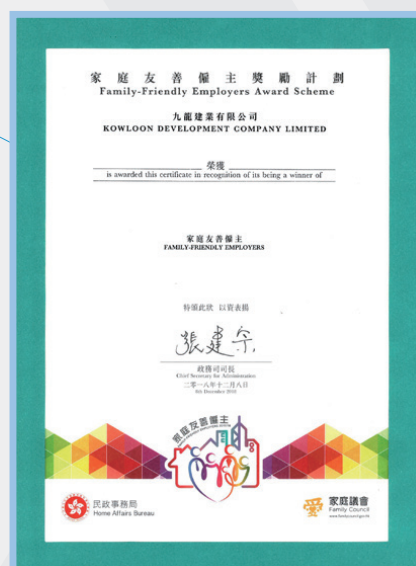 家庭友善僱主獎勵計劃
Family-Friendly Employers Award Scheme
九龍建業有限公司
KOWLOON DEVELOPMENT COMPANY LIMITED
榮獲
is awarded this certificate in recognition of its being a winner of
家庭友善僱主
FAMILY-FRIENDLY EMPLOYERS
特頒此狀 以資表揚
張建宗
政務司司長
Chief Secretary for Administration
二零一八年十二月八日
家庭友善僱主
民政事務局
Home Affairs Bureau
愛
家庭議會
Family Council